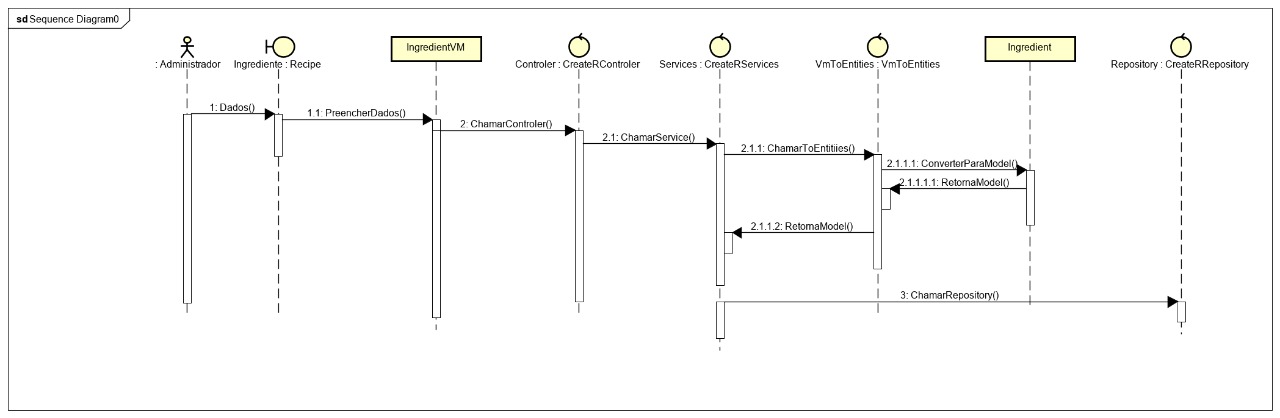 sd Sequence Diagram0
IngredientVM
Ingredient
: Administrador
Ingrediente : Recipe
Controler : CreateRControler
Services : CreateRServices
VmToEntities : VmToEntities
Repository : CreateRRepository
1: Dados()
1.1: PreencherDados()
2: ChamarControler()
2.1: ChamarService()
2.1.1: ChamarToEntitiies()
2.1.1.1: ConverterParaModel()
2.1.1.1.1: RetornaModel()
2.1.1.2: RetornaModel()
3: ChamarRepository()